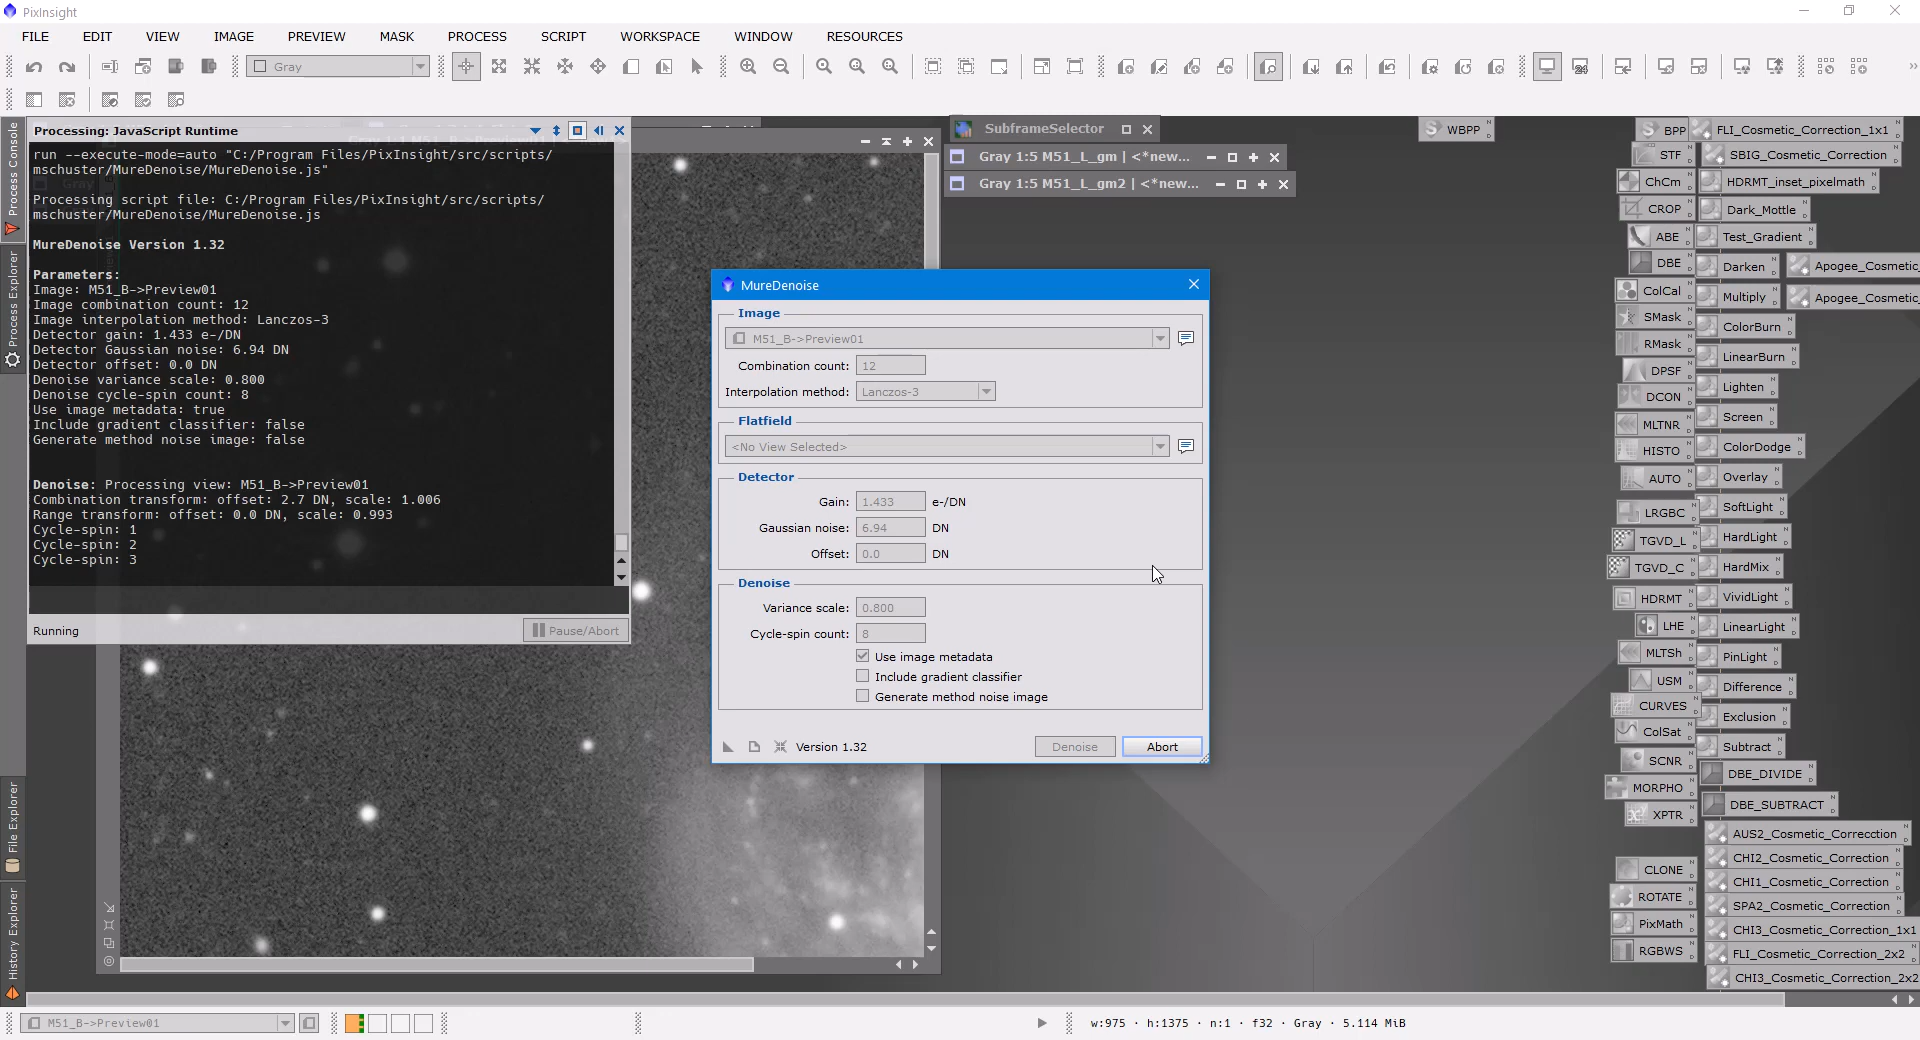 PixInsight
FILE EDIT VIEW IMAGE PREVIEW MASK PROCESS SCRIPT WORKSPACE WINDOW RESOURCES
Gray
Processing: JavaScript Runtime
run --execute-mode=auto "C:/Program Files/PixInsight/src/scripts/
mschuster/MureDenoise/MureDenoise.js"
Processing script file: C:/Program Files/PixInsight/src/scripts/
mschuster/MureDenoise/MureDenoise.js
MureDenoise Version 1.32
Parameters:
Image: M51_B->Preview01
Image combination count: 12
Image interpolation method: Lanczos-3
Detector gain: 1.433 e-/DN
Detector Gaussian noise: 6.94 DN
Detector offset: 0.0 DN
Denoise variance scale: 0.800
Denoise cycle-spin count: 8
Use image metadata: true
Include gradient classifier: false
Generate method noise image: false
Denoise: Processing view: M51_B->Preview01
Combination transform: offset: 2.7 DN, scale: 1.006
Range transform: offset: 0.0 DN, scale: 0.993
Cycle-spin: 1
Cycle-spin: 2
Cycle-spin: 3
Running
Pause/Abort
Process Console
Process Explorer
File Explorer
History Explorer
SubframeSelector
Gray 1:5 M51_L_gm | <*new...
Gray 1:5 M51_L_gm2 | <*new...
MureDenoise
Image
M51_B->Preview01
Combination count: 12
Interpolation method: Lanczos-3
Flatfield
<No View Selected>
Detector
Gain: 1.433 e-/DN
Gaussian noise: 6.94 DN
Offset: 0.0 DN
Denoise
Variance scale: 0.800
Cycle-spin count: 8
Use image metadata
Include gradient classifier
Generate method noise image
Version 1.32
Denoise
Abort
WBPP
BPP
STF
ChCm
CROP
ABE
DBE
ColCal
SMask
RMask
DPSF
DCON
MLTNR
HISTO
AUTO
LRGBC
TGVD_L
TGVD_C
HDRMT
LHE
MLTSh
USM
CURVES
ColSat
SCNR
MORPHO
XPTR
CLONE
ROTATE
PixMath
RGBWS
FLI_Cosmetic_Correction_1x1
SBIG_Cosmetic_Correction
HDRMT_inset_pixelmath
Dark_Mottle
Test_Gradient
Darken
Apogee_Cosmetic_
Multiply
Apogee_Cosmetic_
ColorBurn
LinearBurn
Lighten
Screen
ColorDodge
Overlay
SoftLight
HardLight
HardMix
VividLight
LinearLight
PinLight
Difference
Exclusion
Subtract
DBE_DIVIDE
DBE_SUBTRACT
AUS2_Cosmetic_Correcction
CHI2_Cosmetic_Correction
CHI1_Cosmetic_Correction
SPA2_Cosmetic_Correction
CHI3_Cosmetic_Correction_1x1
FLI_Cosmetic_Correction_2x2
CHI3_Cosmetic_Correction_2x2
M51_B->Preview01
w:975 · h:1375 · n:1 · f32 · Gray · 5.114 MiB